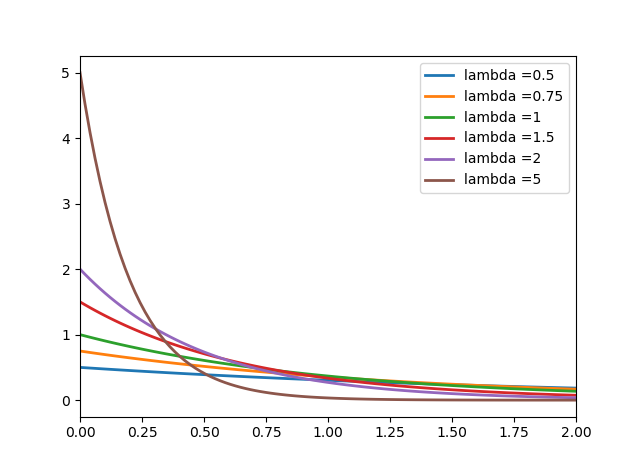 lambda =0.5
lambda =0.75
lambda =1
lambda =1.5
lambda =2
lambda =5
5
4
3
2
1
0
0.00 0.25 0.50 0.75 1.00 1.25 1.50 1.75 2.00